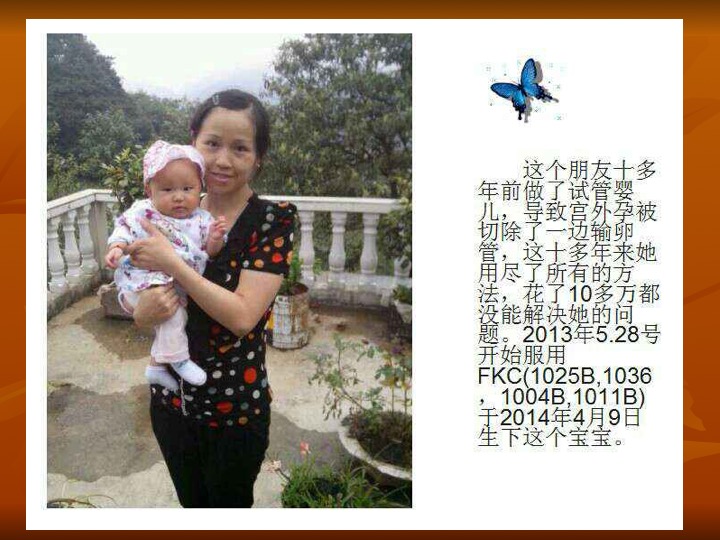 这个朋友十多
年前做了试管婴
儿，导致宫外孕被
切除了一边输卵
管，这十多年来她
用尽了所有的方
法，花了10多万都
没能解决她的问
题。2013年5.28号
开始服用
FKC(1025B,1036
，1004B,1011B)
于2014年4月9日
生下这个宝宝。